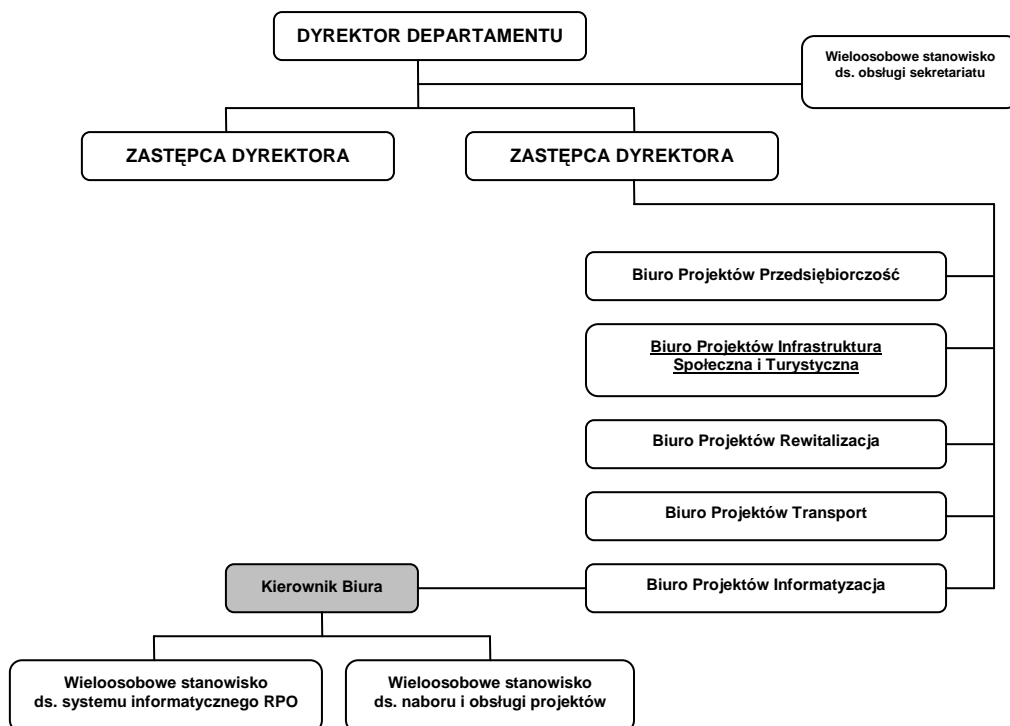 DYREKTOR DEPARTAMENTU
Wieloosobowe stanowisko
ds. obsługi sekretariatu
ZASTĘPCA DYREKTORA
ZASTĘPCA DYREKTORA
Biuro Projektów Przedsiębiorczość
Biuro Projektów Infrastruktura
Społeczna i Turystyczna
Biuro Projektów Rewitalizacja
Biuro Projektów Transport
Kierownik Biura
Biuro Projektów Informatyzacja
Wieloosobowe stanowisko
ds. systemu informatycznego RPO
Wieloosobowe stanowisko
ds. naboru i obsługi projektów